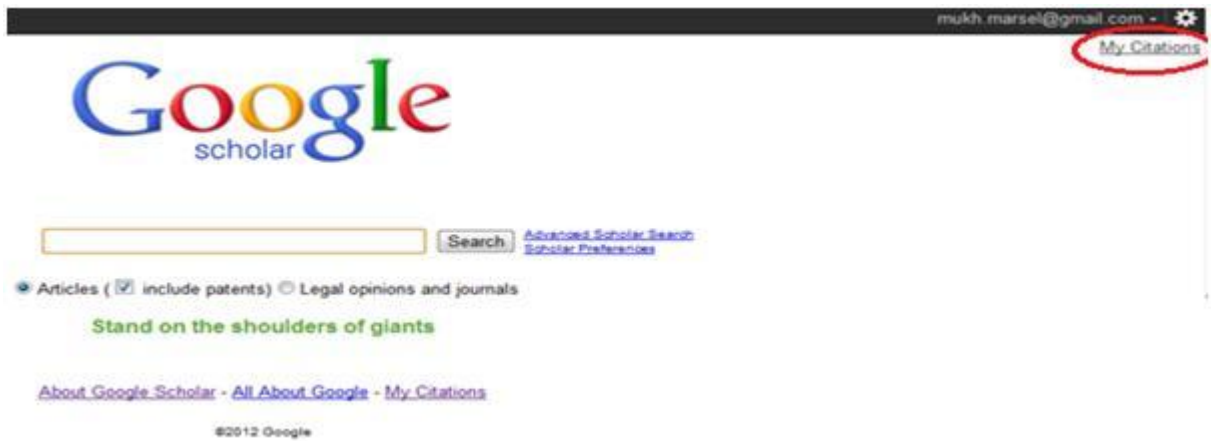 mukh.marsel@gmail.com
My Citations
Google
scholar
Search
Advanced Scholar Search
Scholar Preferences
Articles ( include patents) Legal opinions and journals
Stand on the shoulders of giants
About Google Scholar - All About Google - My Citations
©2012 Google